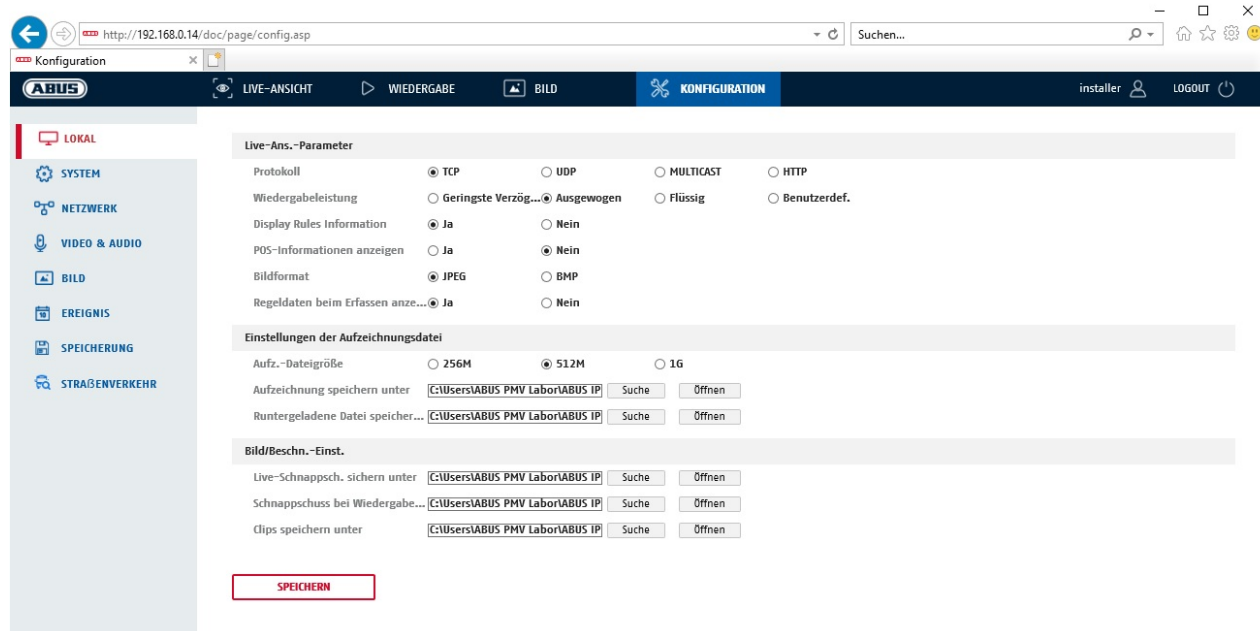 http://192.168.0.14/doc/page/config.asp Suchen...
Konfiguration
ABUS LIVE-ANSICHT WIEDERGABE BILD KONFIGURATION installer LOGOUT
LOKAL
SYSTEM
NETZWERK
VIDEO & AUDIO
BILD
EREIGNIS
SPEICHERUNG
STRAßENVERKEHR
Live-Ans.-Parameter
Protokoll TCP UDP MULTICAST HTTP
Wiedergabeleistung Geringste Verzög... Ausgewogen Flüssig Benutzerdef.
Display Rules Information Ja Nein
POS-Informationen anzeigen Ja Nein
Bildformat JPEG BMP
Regeldaten beim Erfassen anze... Ja Nein
Einstellungen der Aufzeichnungsdatei
Aufz.-Dateigröße 256M 512M 1G
Aufzeichnung speichern unter C:\Users\ABUS PMV Labor\ABUS IP Suche Öffnen
Runtergeladene Datei speicher... C:\Users\ABUS PMV Labor\ABUS IP Suche Öffnen
Bild/Beschn.-Einst.
Live-Schnappsch. sichern unter C:\Users\ABUS PMV Labor\ABUS IP Suche Öffnen
Schnappschuss bei Wiedergabe... C:\Users\ABUS PMV Labor\ABUS IP Suche Öffnen
Clips speichern unter C:\Users\ABUS PMV Labor\ABUS IP Suche Öffnen
SPEICHERN